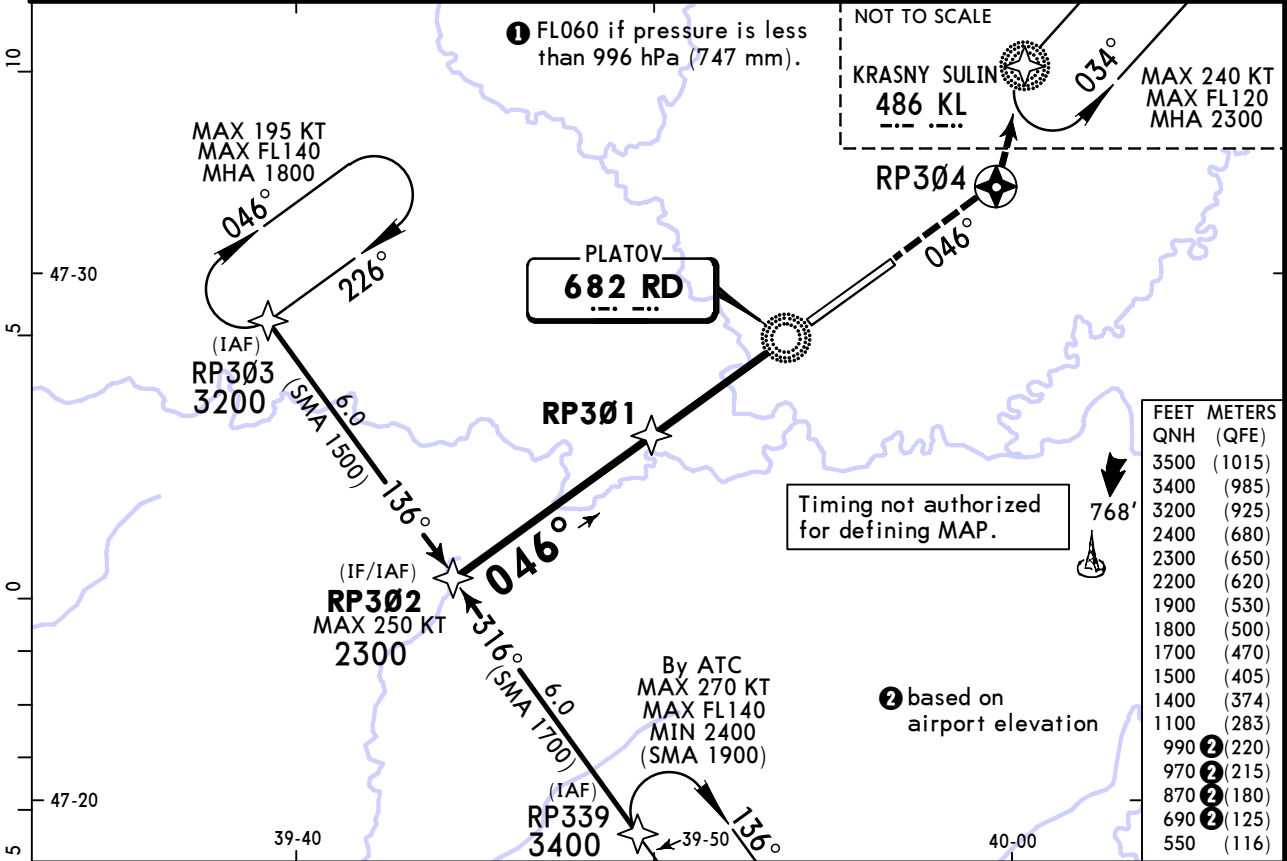 ❶ FL060 if pressure is less
than 996 hPa (747 mm).
NOT TO SCALE
KRASNY SULIN
486 KL
034°
MAX 240 KT
MAX FL120
MHA 2300
10
MAX 195 KT
MAX FL140
MHA 1800
046°
226°
RP3Ø4
046°
PLATOV
682 RD
47-30
5
(IAF)
RP3Ø3
3200
6.0
(SMA 1500)
136°
RP3Ø1
046°
Timing not authorized
for defining MAP.
768'
0
(IF/IAF)
RP3Ø2
MAX 250 KT
2300
316°
6.0
(SMA 1700)
By ATC
MAX 270 KT
MAX FL140
MIN 2400
(SMA 1900)
❷ based on
airport elevation
47-20
(IAF)
RP339
3400
136°
39-40
39-50
40-00
5
FEET METERS
QNH (QFE)
3500 (1015)
3400 (985)
3200 (925)
2400 (680)
2300 (650)
2200 (620)
1900 (530)
1800 (500)
1700 (470)
1500 (405)
1400 (374)
1100 (283)
990 ❷ (220)
970 ❷ (215)
870 ❷ (180)
690 ❷ (125)
550 (116)